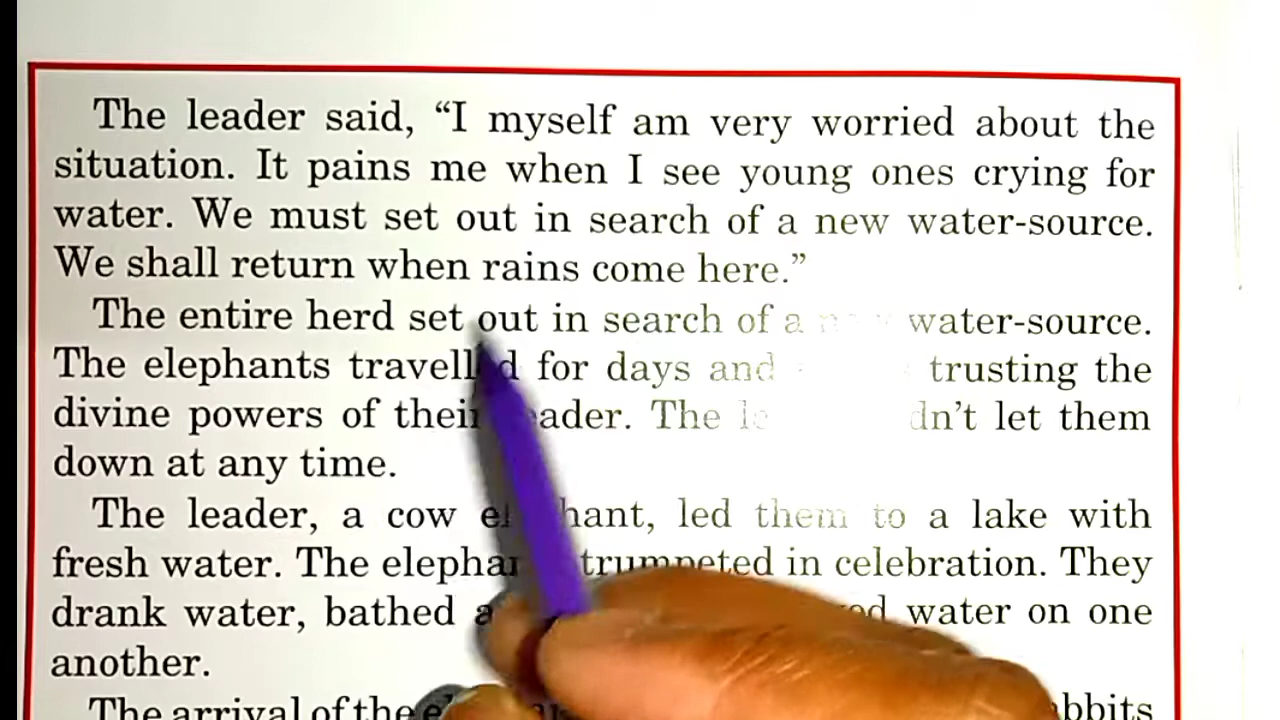 The leader said, “I myself am very worried about the
situation. It pains me when I see young ones crying for
water. We must set out in search of a new water-source.
We shall return when rains come here.”
The entire herd set out in search of a new water-source.
The elephants travelled for days and trusting the
divine powers of their leader. The dn’t let them
down at any time.
The leader, a cow elephant, led them to a lake with
fresh water. The elephants trumpeted in celebration. They
drank water, bathed water on one
another.
The arrival of the